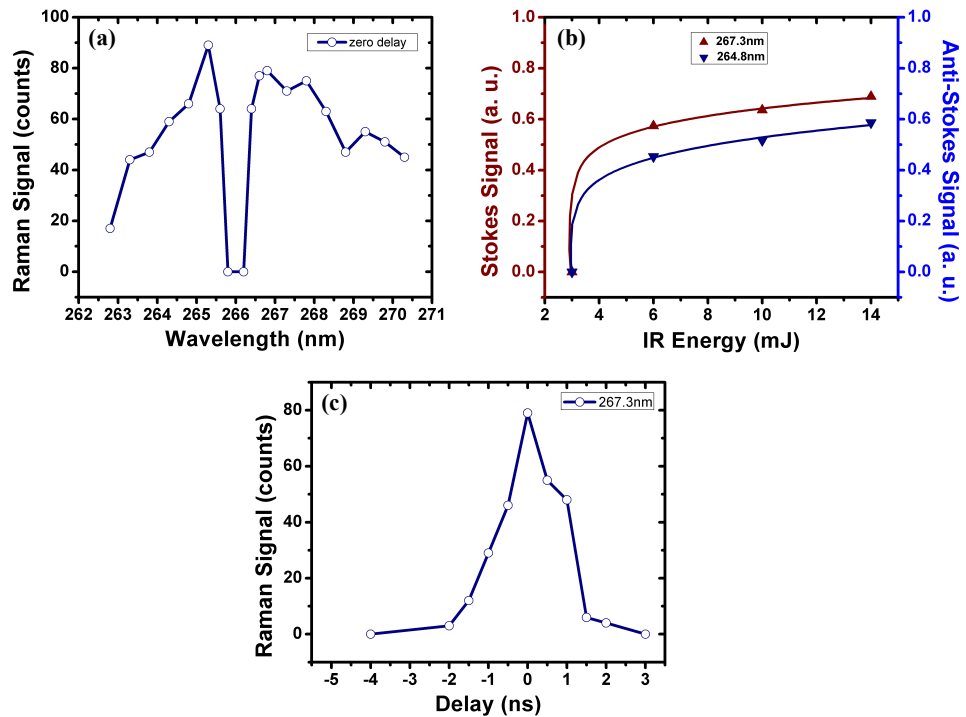 (a)
zero delay
Raman Signal (counts)
100
80
60
40
20
0
262 263 264 265 266 267 268 269 270 271
Wavelength (nm)
(b)
267.3nm
264.8nm
Stokes Signal (a. u.)
1.0
0.8
0.6
0.4
0.2
0.0
Anti-Stokes Signal (a. u.)
1.0
0.8
0.6
0.4
0.2
0.0
2 4 6 8 10 12 14
IR Energy (mJ)
(c)
267.3nm
Raman Signal (counts)
80
60
40
20
0
-5 -4 -3 -2 -1 0 1 2 3
Delay (ns)